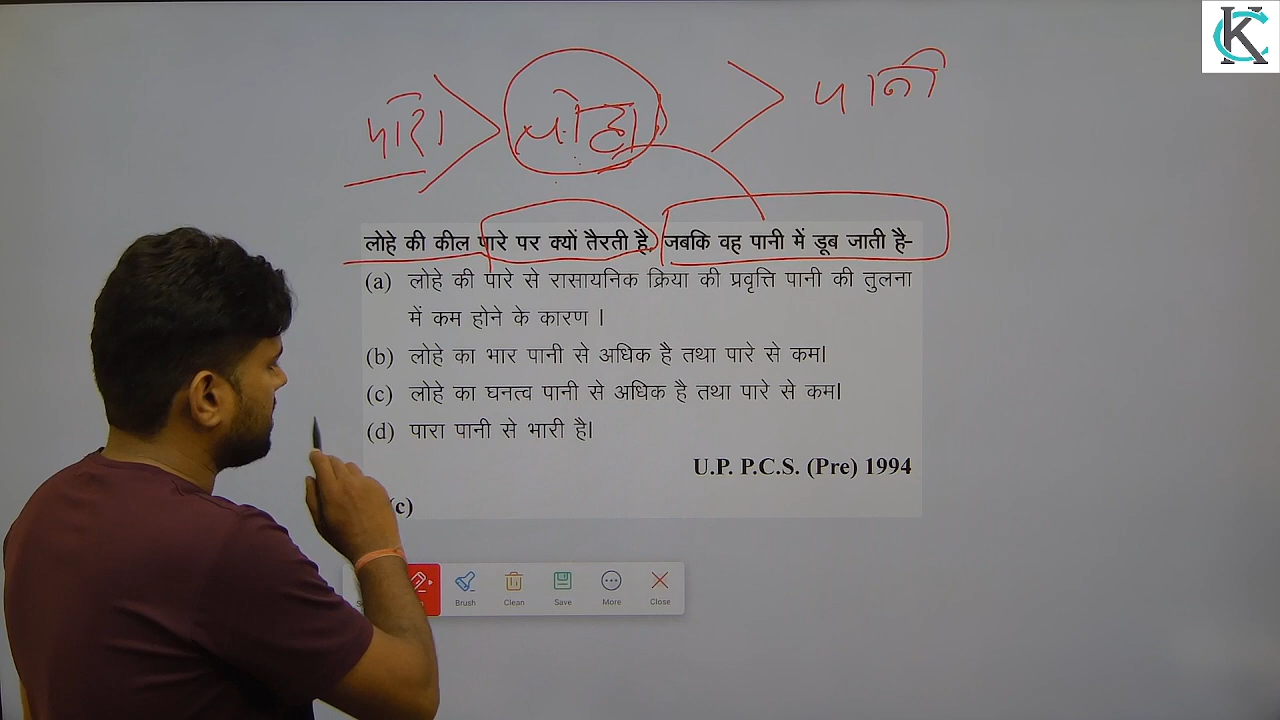 KC
पारा > लोहा > पानी
लोहे की कील पारे पर क्यों तैरती है, जबकि वह पानी में डूब जाती है-
(a) लोहे की पारे से रासायनिक क्रिया की प्रवृत्ति पानी की तुलना
में कम होने के कारण ।
(b) लोहे का भार पानी से अधिक है तथा पारे से कम।
(c) लोहे का घनत्व पानी से अधिक है तथा पारे से कम।
(d) पारा पानी से भारी है।
U.P. P.C.S. (Pre) 1994
(c)
Brush Clean Save More Close